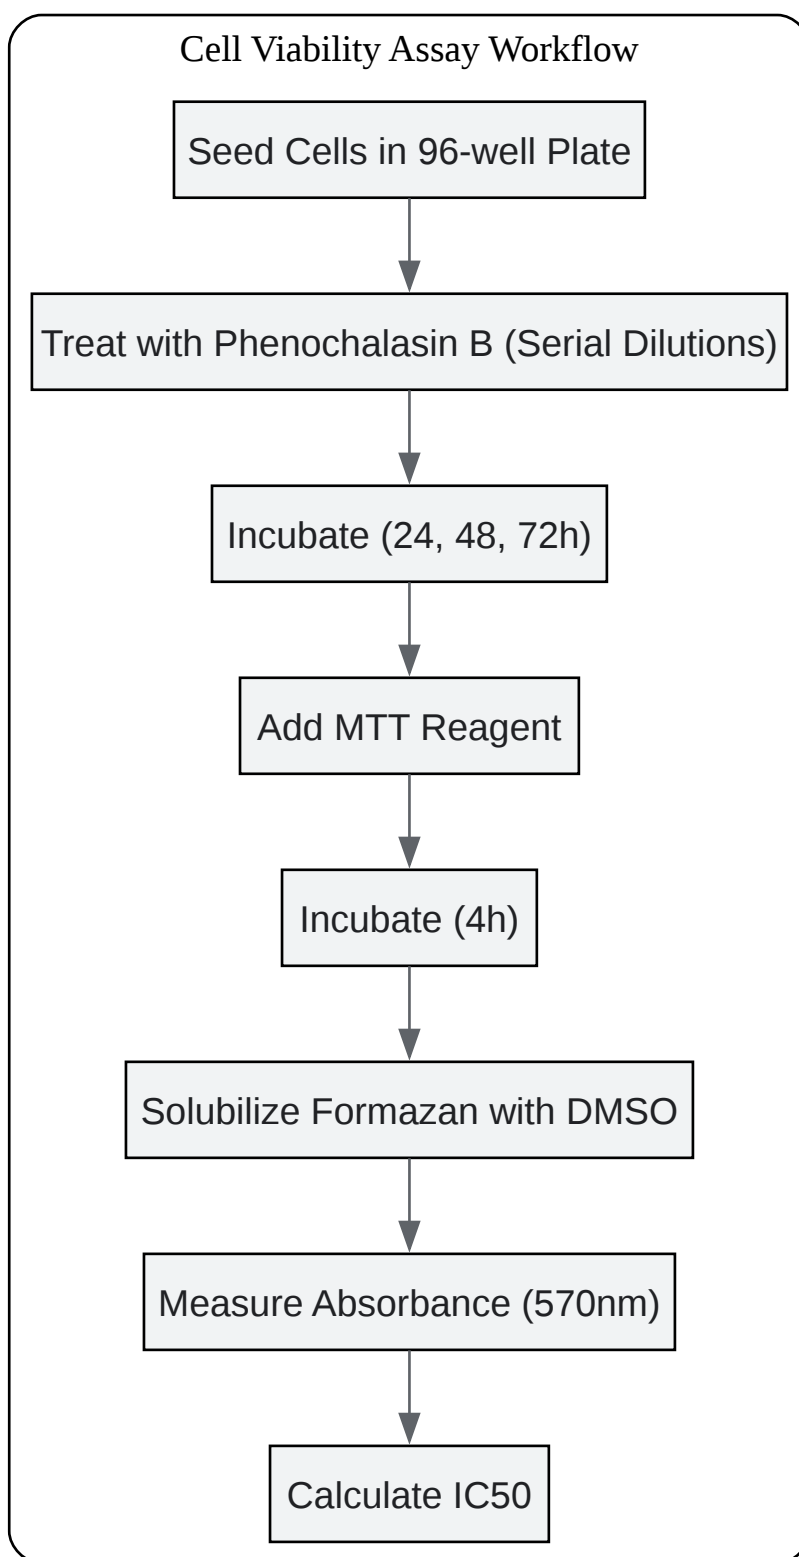 Cell Viability Assay Workflow
Seed Cells in 96-well Plate
Treat with Phenochalasin B (Serial Dilutions)
Incubate (24, 48, 72h)
Add MTT Reagent
Incubate (4h)
Solubilize Formazan with DMSO
Measure Absorbance (570nm)
Calculate IC50